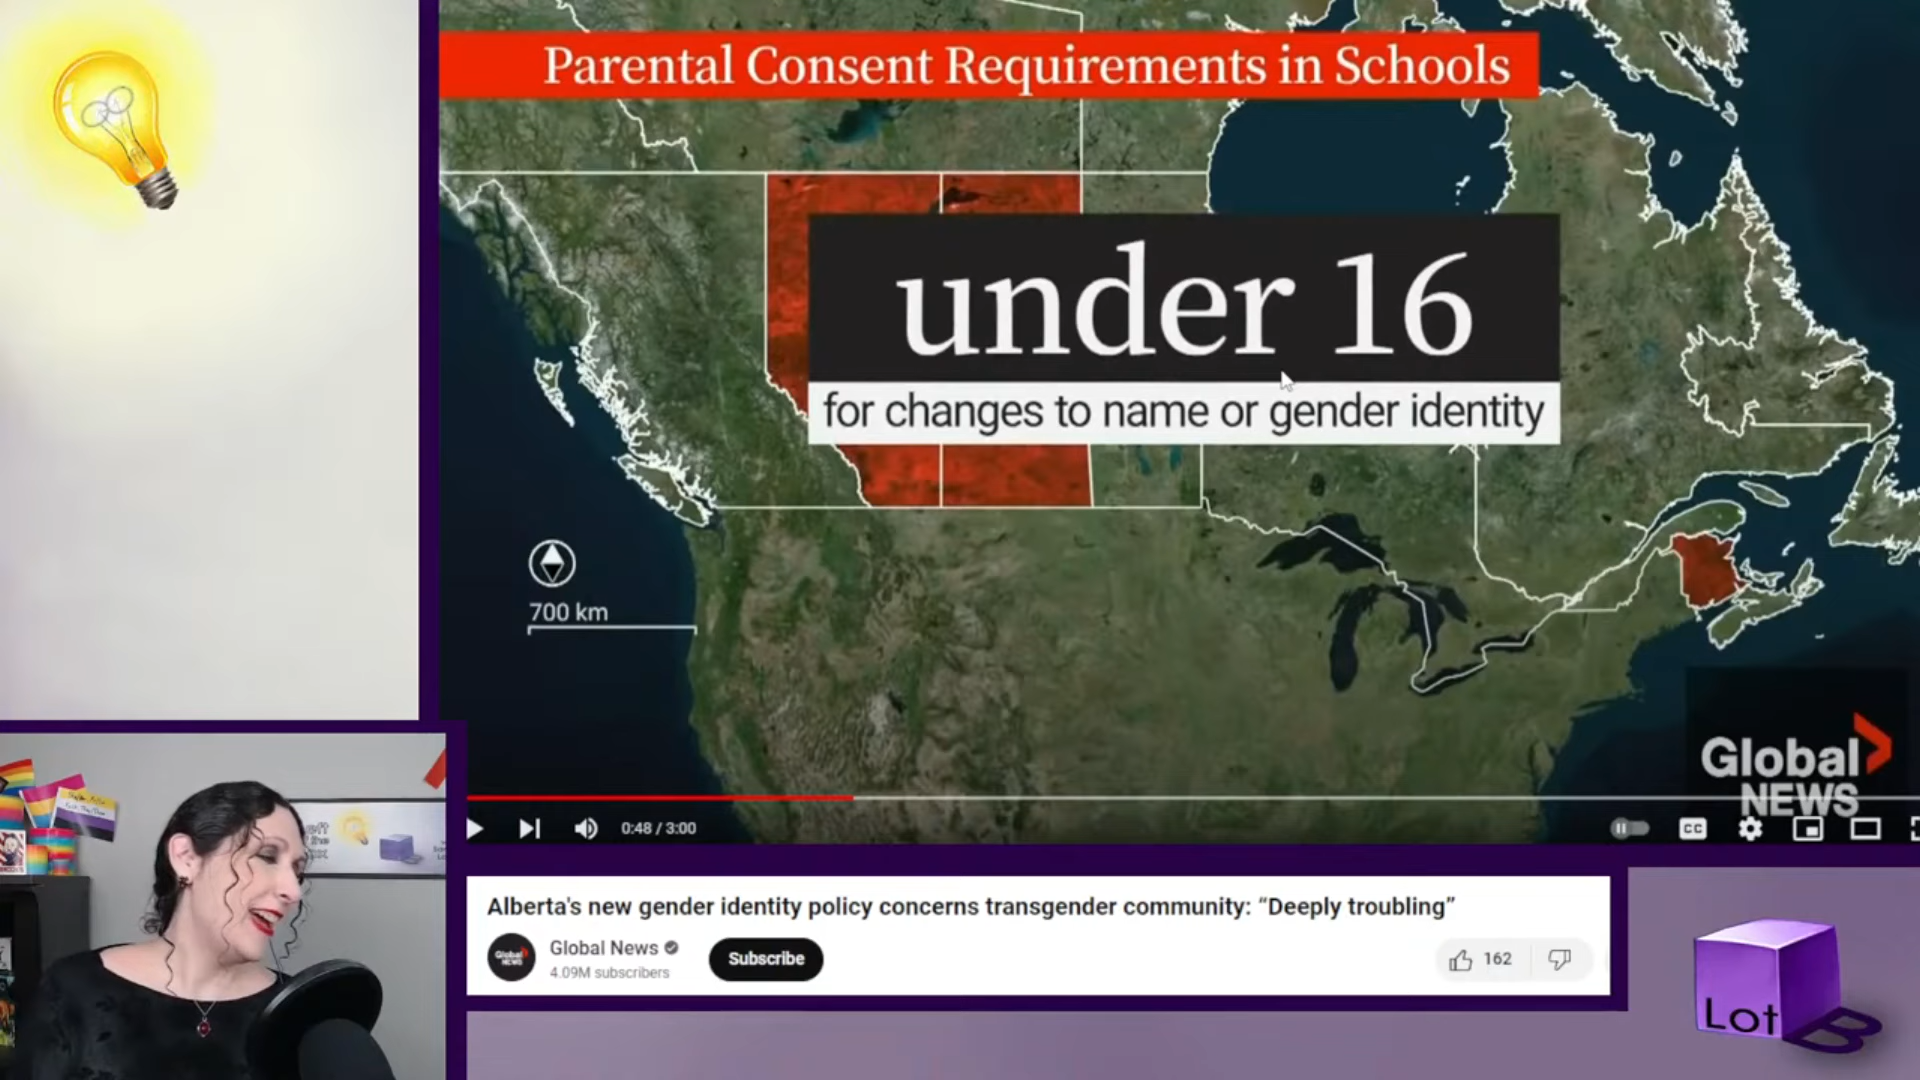 Parental Consent Requirements in Schools
under 16
for changes to name or gender identity
700 km
Global
NEWS
0:48 / 3:00
CC
Alberta's new gender identity policy concerns transgender community: “Deeply troubling”
Global
NEWS
Global News
4.09M subscribers
Subscribe
162
Lot
B